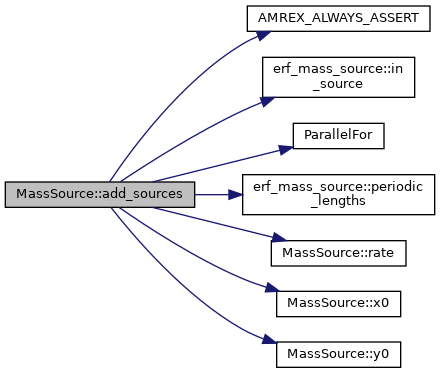 AMREX_ALWAYS_ASSERT
erf_mass_source::in
_source
ParallelFor
MassSource::add_sources
erf_mass_source::periodic
_lengths
MassSource::rate
MassSource::x0
MassSource::y0